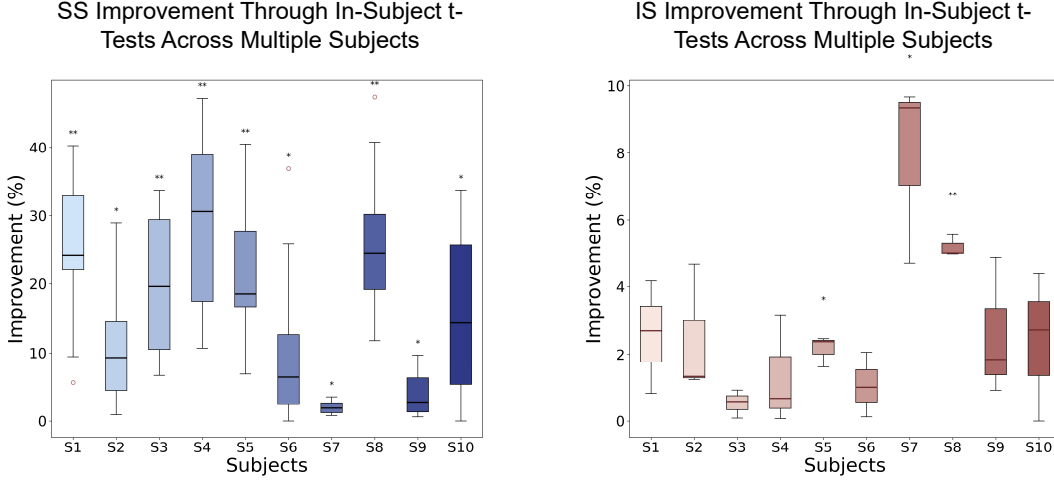 SS Improvement Through In-Subject t-
Tests Across Multiple Subjects
Improvement (%)
40
30
20
10
0
** * ** ** ** * * ** * *
S1 S2 S3 S4 S5 S6 S7 S8 S9 S10
Subjects
IS Improvement Through In-Subject t-
Tests Across Multiple Subjects
Improvement (%)
10
8
6
4
2
0
* * **
S1 S2 S3 S4 S5 S6 S7 S8 S9 S10
Subjects